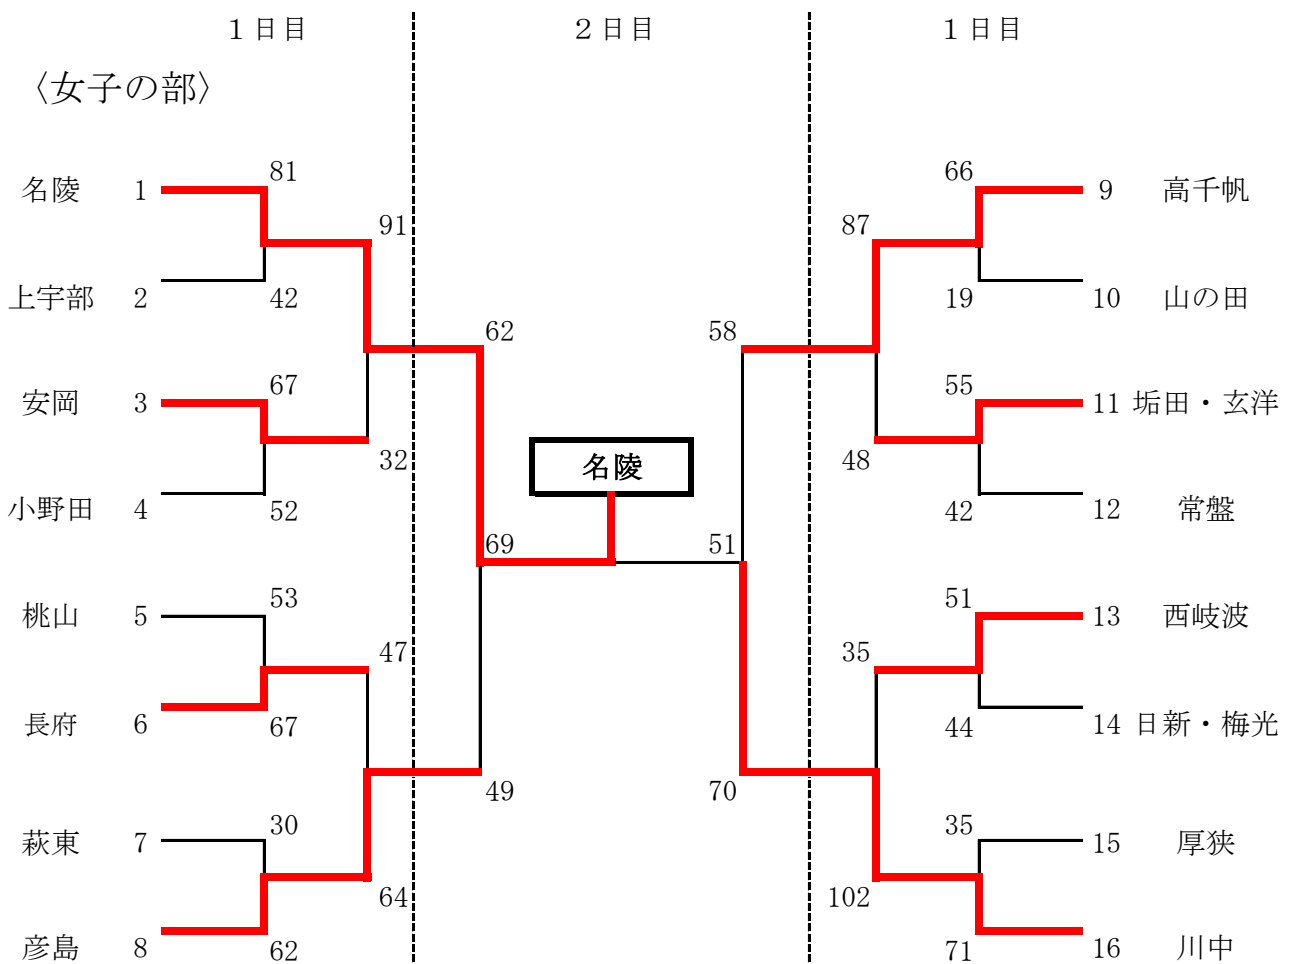 1日目 2日目 1日目
〈女子の部〉
81 66
名陵 1 9 高千帆
91 87
上宇部 2 42 19 10 山の田
62 58
67 55
安岡 3 11 垢田・玄洋
32 48
名陵
小野田 4 52 42 12 常盤
69 51
53 51
桃山 5 13 西岐波
47 35
長府 6 67 44 14 日新・梅光
49 70
30 35
萩東 7 15 厚狭
64 102
彦島 8 62 71 16 川中